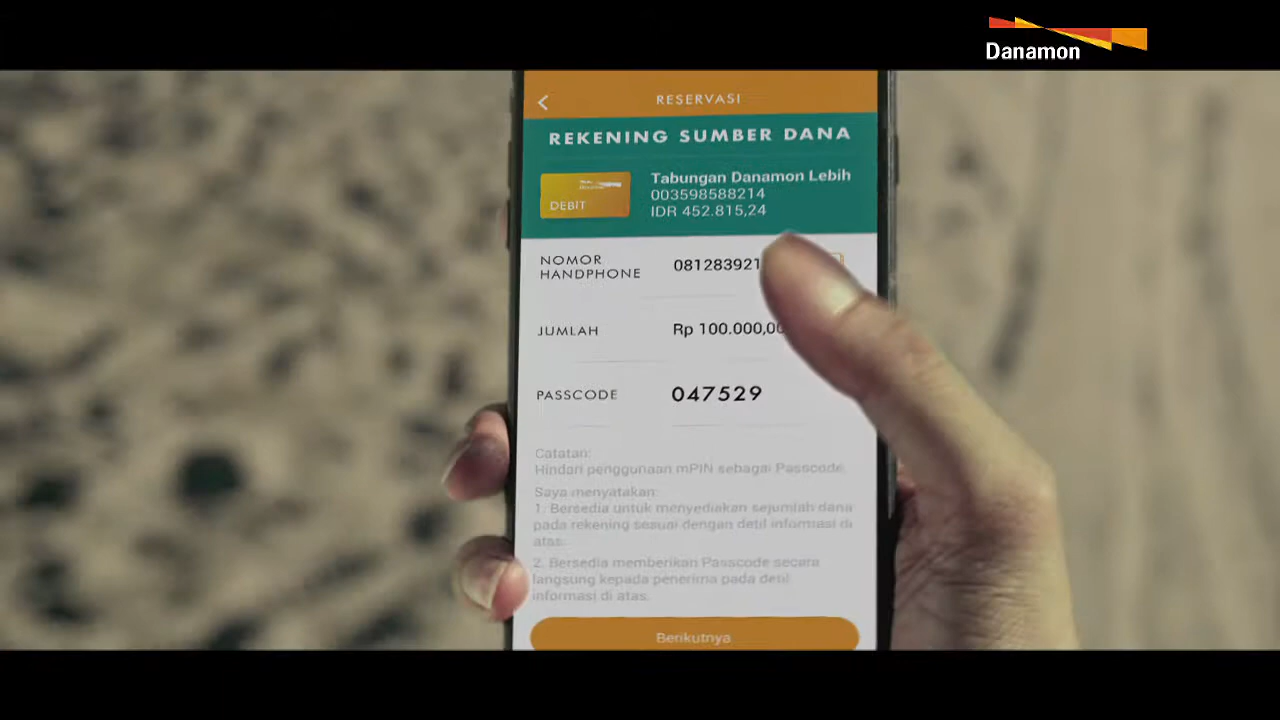 Danamon
RESERVASI
REKENING SUMBER DANA
DEBIT
Tabungan Danamon Lebih
003598588214
IDR 452.815,24
NOMOR
HANDPHONE
08128392
JUMLAH
Rp 100.000,0
PASSCODE
047529
Catatan:
Hindari penggunaan mPIN sebagai Passcode.
Saya menyatakan:
1. Bersedia untuk menyediakan sejumlah dana
pada rekening sesuai dengan detil informasi di
atas.
2. Bersedia memberikan Passcode secara
langsung kepada penerima pada detil
informasi di atas.
Berikutnya